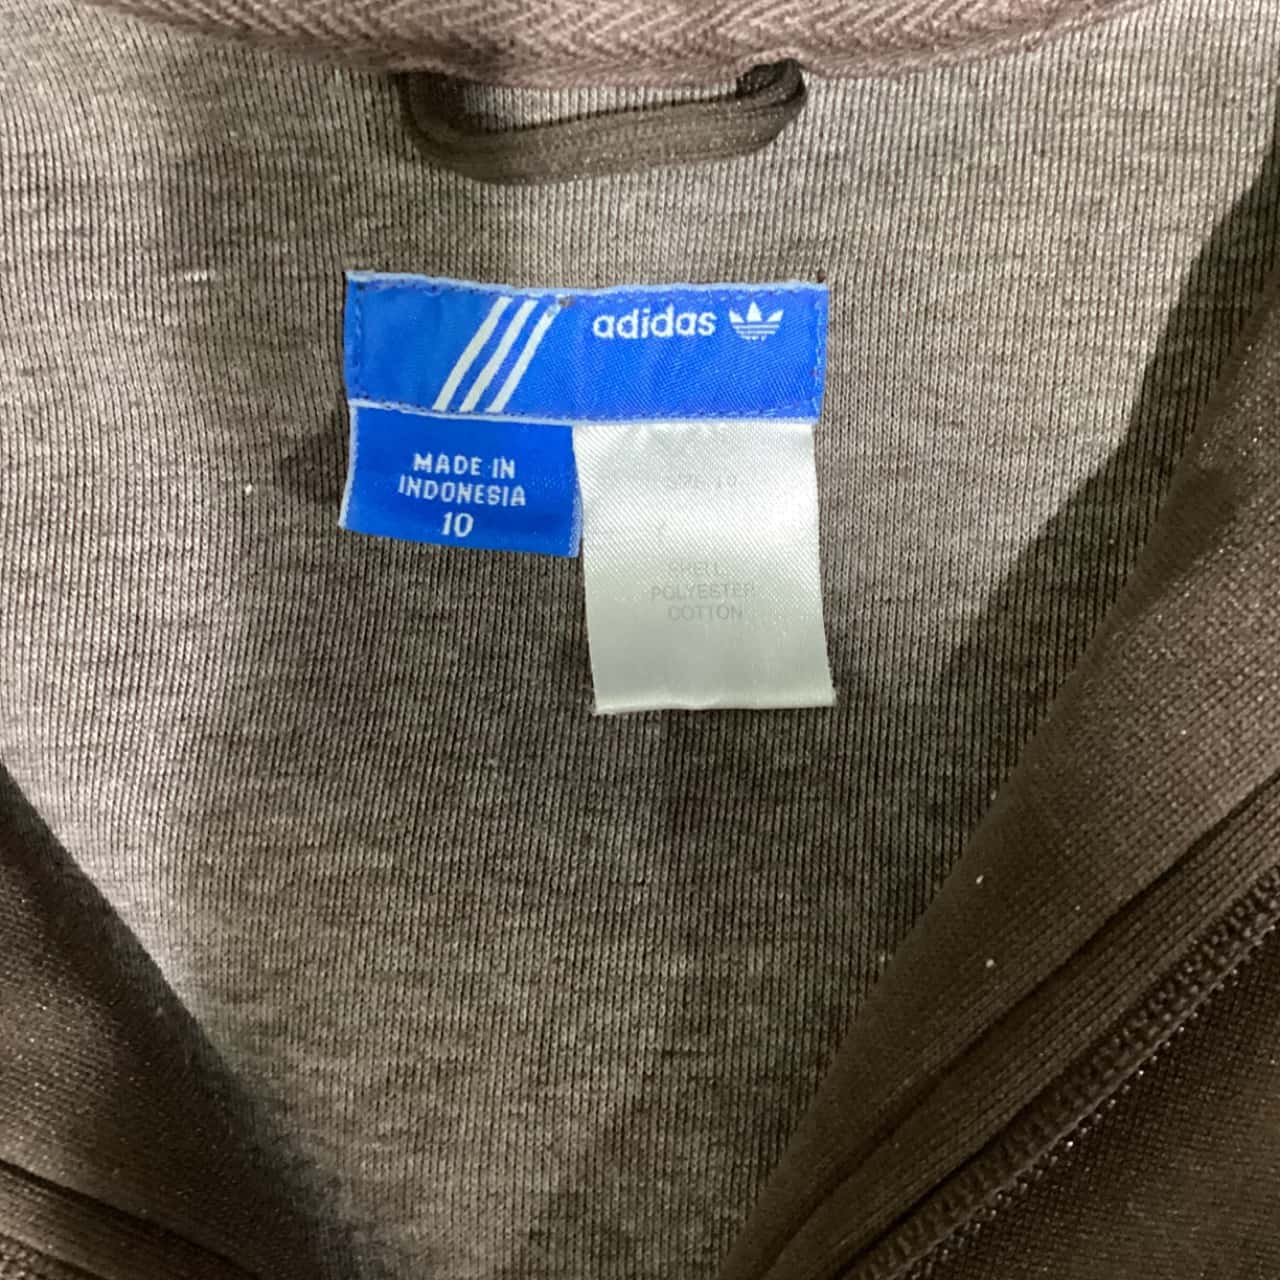 adidas
MADE IN
INDONESIA
10
SHELL
POLYESTER
COTTON